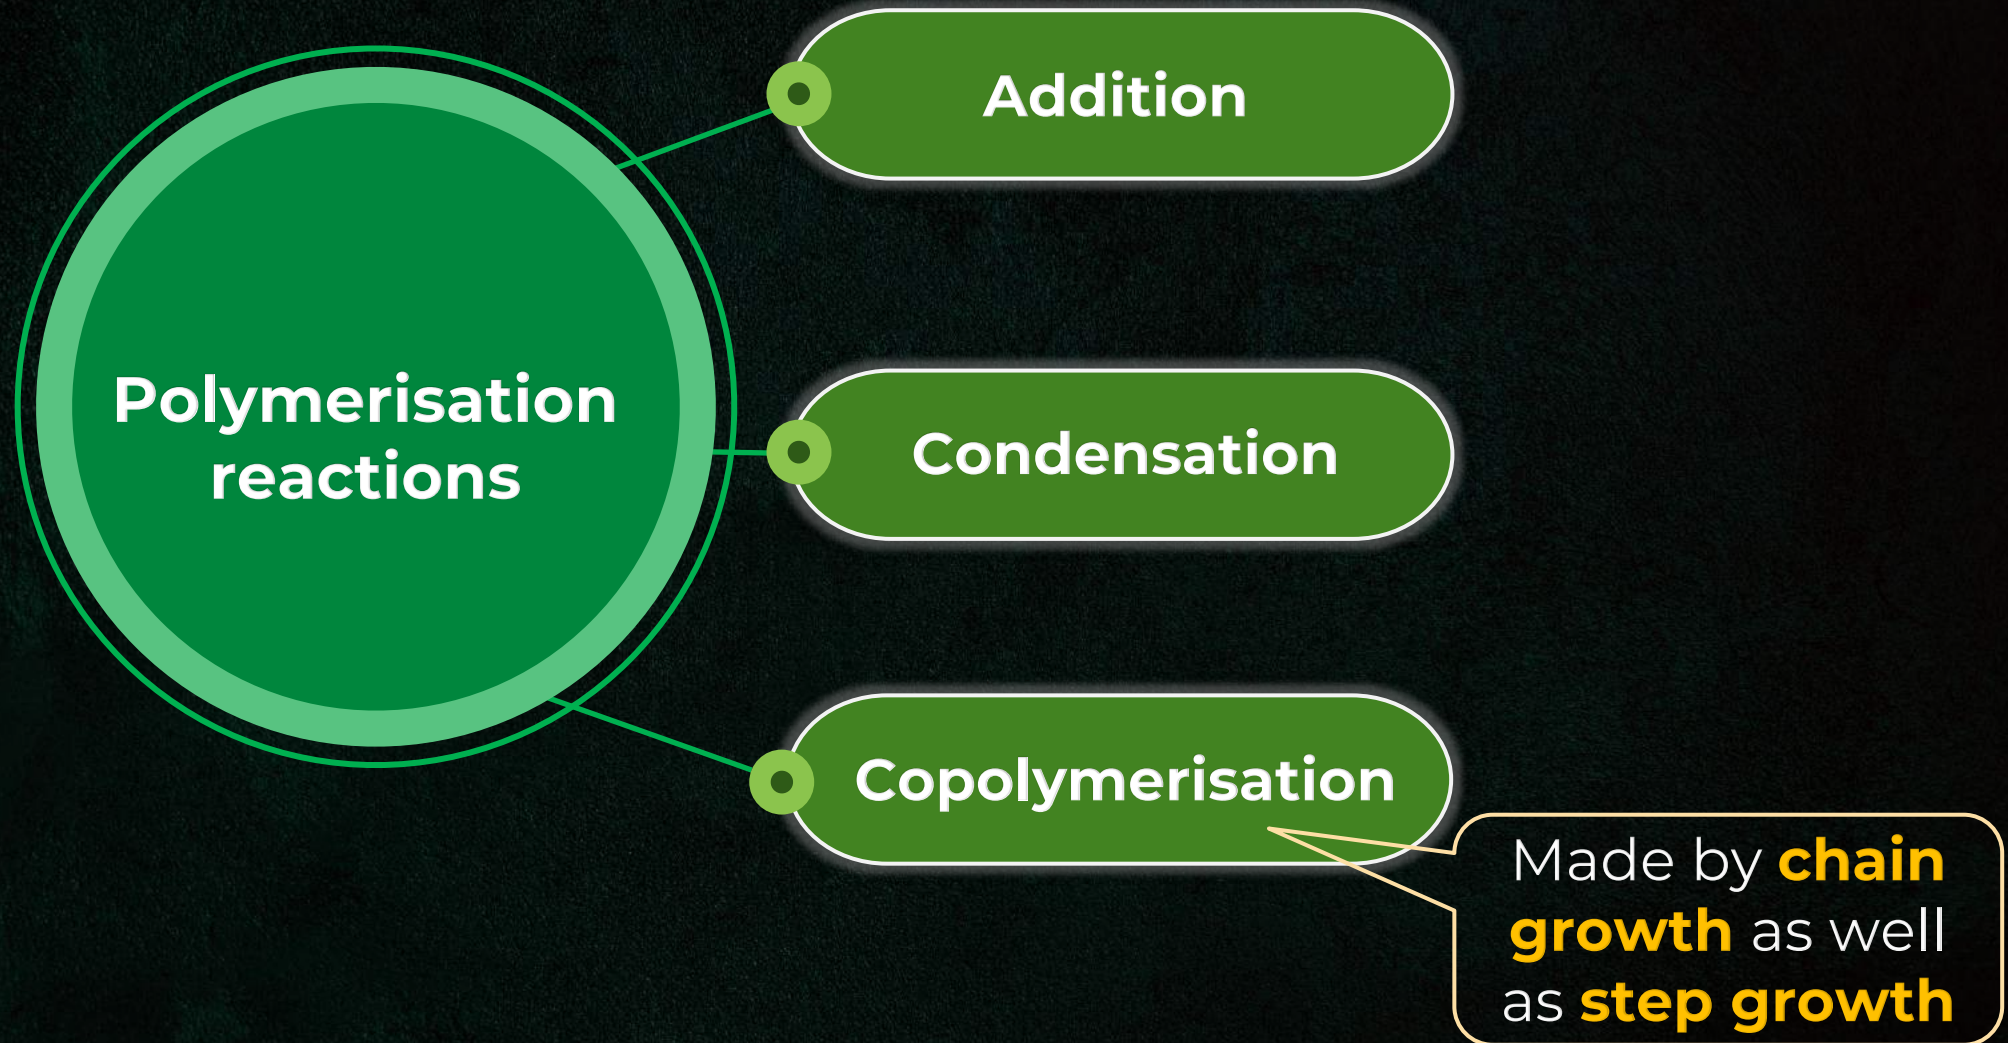 Polymerisation
reactions
Addition
Condensation
Copolymerisation
Made by chain
growth as well
as step growth